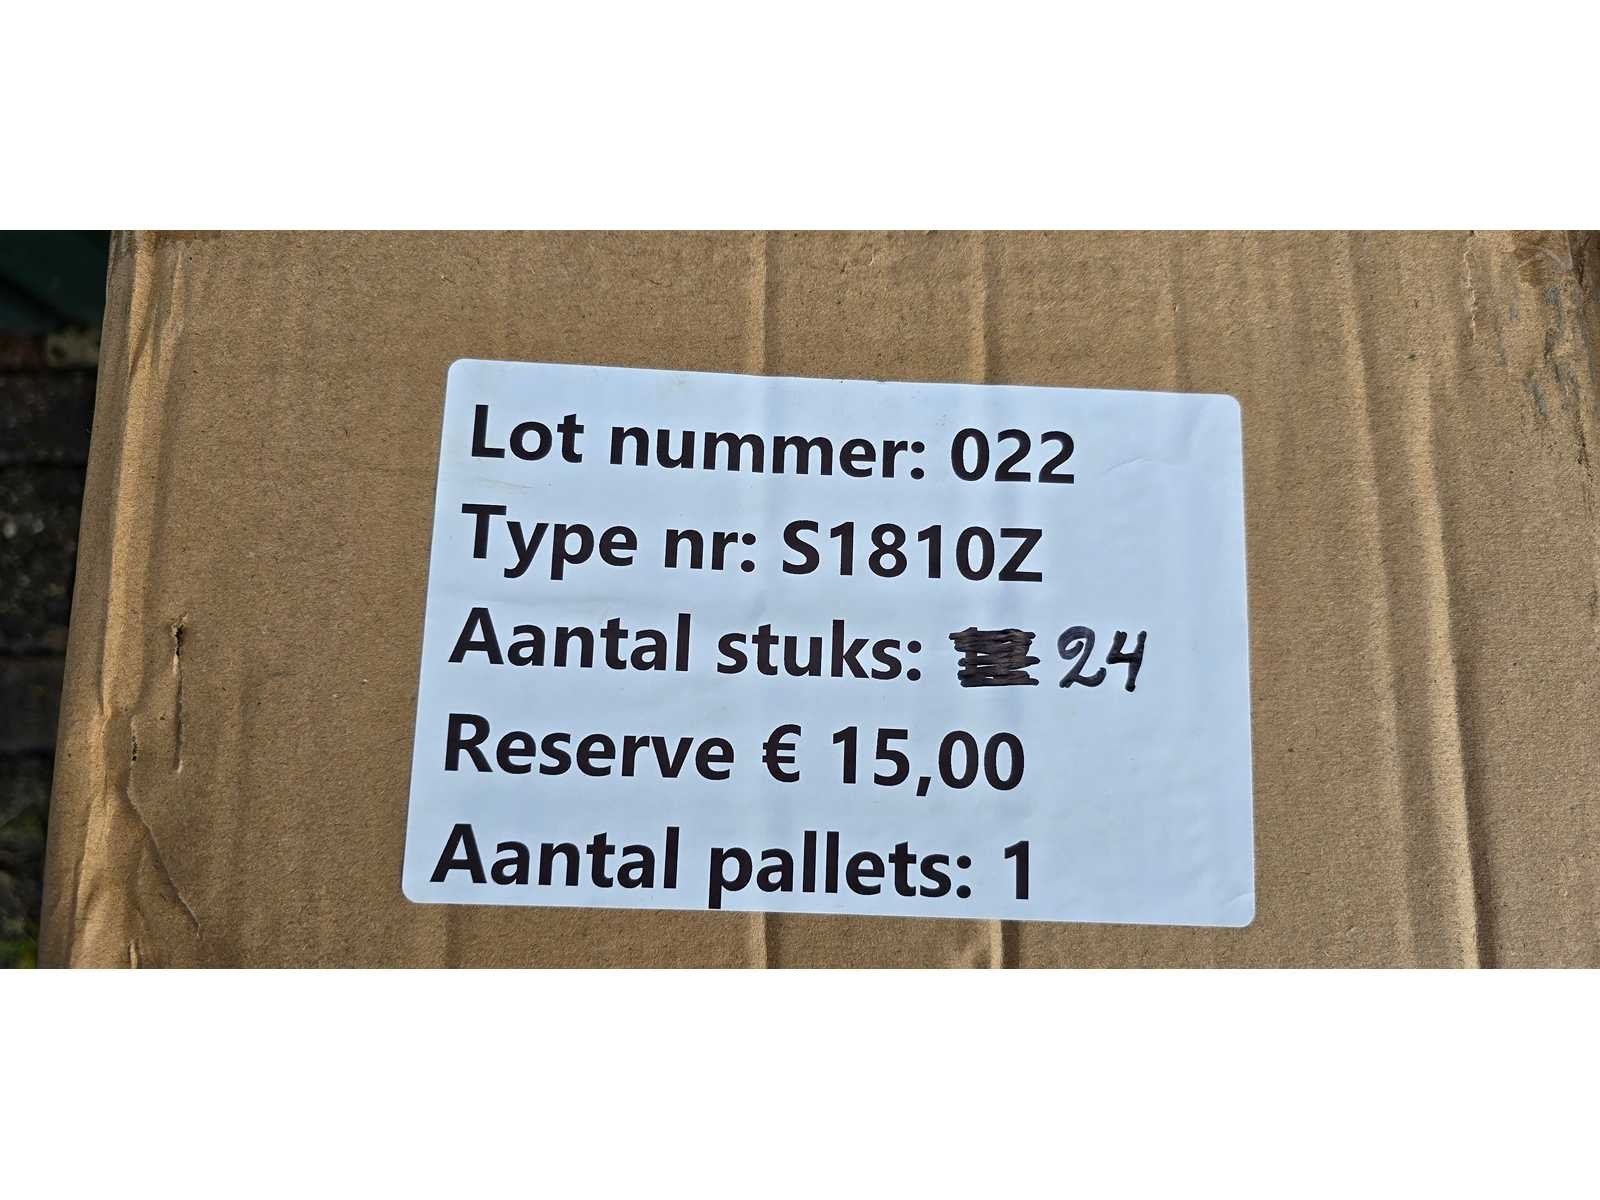 Lot nummer: 022
Type nr: S1810Z
Aantal stuks: 24
Reserve € 15,00
Aantal pallets: 1